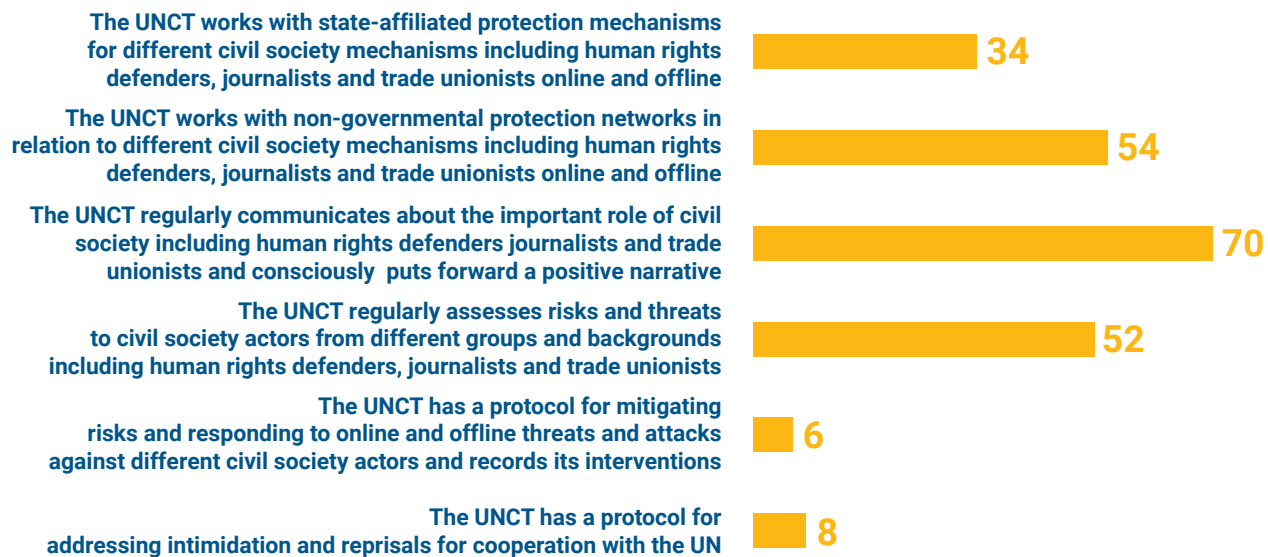 The UNCT works with state-affiliated protection mechanisms
for different civil society mechanisms including human rights
defenders, journalists and trade unionists online and offline
34
The UNCT works with non-governmental protection networks in
relation to different civil society mechanisms including human rights
defenders, journalists and trade unionists online and offline
54
The UNCT regularly communicates about the important role of civil
society including human rights defenders journalists and trade
unionists and consciously  puts forward a positive narrative
70
The UNCT regularly assesses risks and threats
to civil society actors from different groups and backgrounds
including human rights defenders, journalists and trade unionists
52
The UNCT has a protocol for mitigating
risks and responding to online and offline threats and attacks
against different civil society actors and records its interventions
6
The UNCT has a protocol for
addressing intimidation and reprisals for cooperation with the UN
8